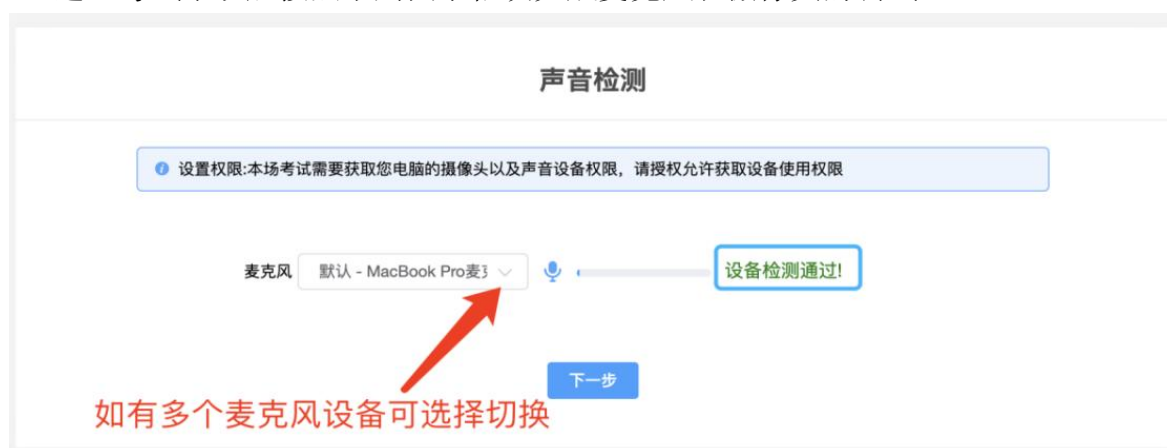 声音检测
设置权限:本场考试需要获取您电脑的摄像头以及声音设备权限，请授权允许获取设备使用权限
麦克风 默认 - MacBook Pro麦 设备检测通过!
下一步
如有多个麦克风设备可选择切换